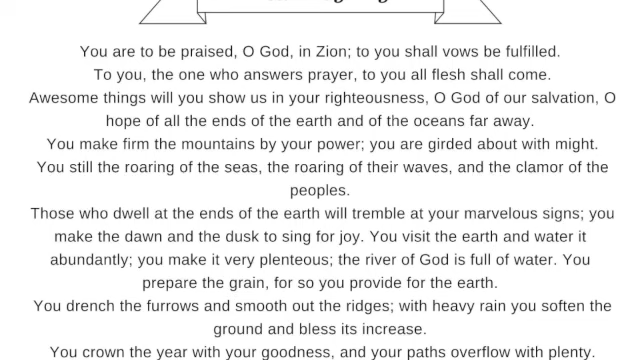 You are to be praised, O God, in Zion; to you shall vows be fulfilled.
To you, the one who answers prayer, to you all flesh shall come.
Awesome things will you show us in your righteousness, O God of our salvation, O
hope of all the ends of the earth and of the oceans far away.
You make firm the mountains by your power; you are girded about with might.
You still the roaring of the seas, the roaring of their waves, and the clamor of the
peoples.
Those who dwell at the ends of the earth will tremble at your marvelous signs; you
make the dawn and the dusk to sing for joy. You visit the earth and water it
abundantly; you make it very plenteous; the river of God is full of water. You
prepare the grain, for so you provide for the earth.
You drench the furrows and smooth out the ridges; with heavy rain you soften the
ground and bless its increase.
You crown the year with your goodness, and your paths overflow with plenty.